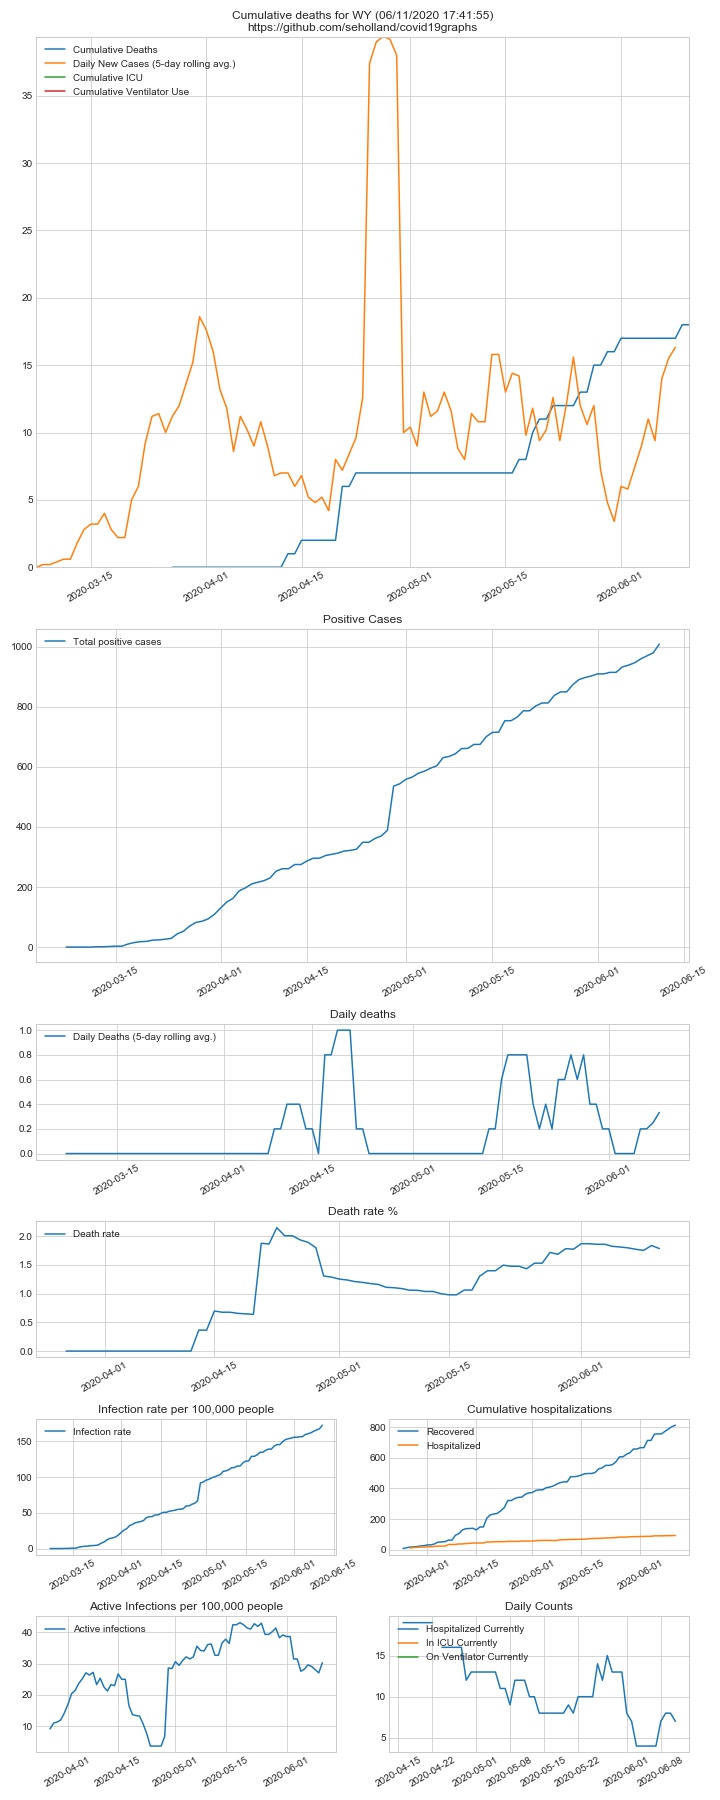 Cumulative deaths for WY (06/11/2020 17:41:55)
https://github.com/seholland/covid19graphs
Cumulative Deaths
Daily New Cases (5-day rolling avg.)
Cumulative ICU
Cumulative Ventilator Use
35
30
25
20
15
10
5
0
2020-03-15 2020-04-01 2020-04-15 2020-05-01 2020-05-15 2020-06-01
Positive Cases
Total positive cases
1000
800
600
400
200
0
2020-03-15 2020-04-01 2020-04-15 2020-05-01 2020-05-15 2020-06-01 2020-06-15
Daily deaths
Daily Deaths (5-day rolling avg.)
1.0
0.8
0.6
0.4
0.2
0.0
2020-03-15 2020-04-01 2020-04-15 2020-05-01 2020-05-15 2020-06-01
Death rate %
Death rate
2.0
1.5
1.0
0.5
0.0
2020-04-01 2020-04-15 2020-05-01 2020-05-15 2020-06-01
Infection rate per 100,000 people
Infection rate
150
100
50
0
2020-03-15 2020-04-01 2020-04-15 2020-05-01 2020-05-15 2020-06-01 2020-06-15
Cumulative hospitalizations
Recovered
Hospitalized
800
600
400
200
0
2020-04-01 2020-04-15 2020-05-01 2020-05-15 2020-06-01
Active Infections per 100,000 people
Active infections
40
30
20
10
2020-04-01 2020-04-15 2020-05-01 2020-05-15 2020-06-01
Daily Counts
Hospitalized Currently
In ICU Currently
On Ventilator Currently
15
10
5
2020-04-15 2020-04-22 2020-05-01 2020-05-08 2020-05-15 2020-05-22 2020-06-01 2020-06-08